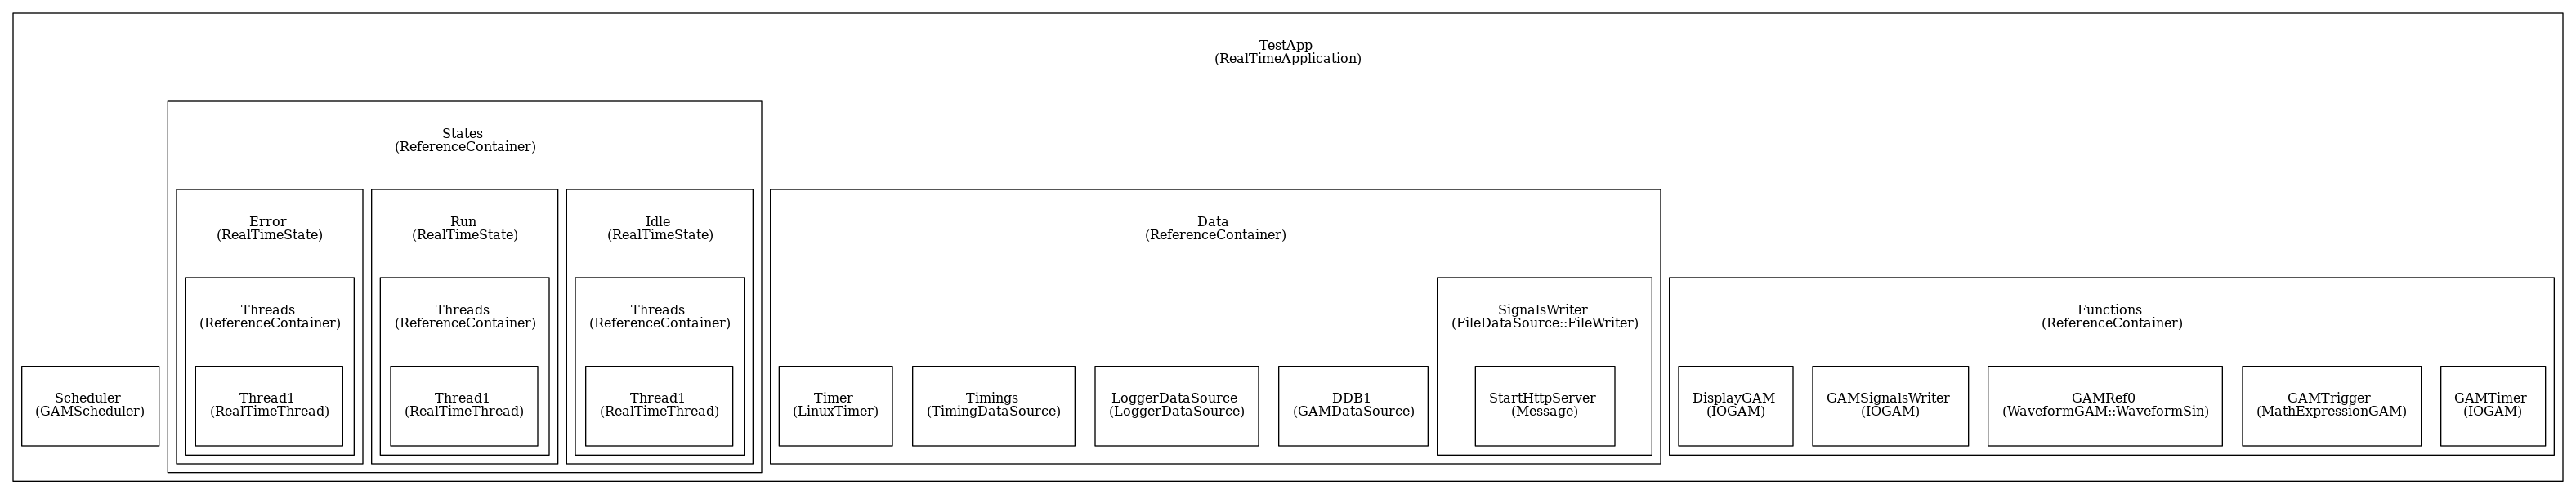 TestApp
(RealTimeApplication)
States
(ReferenceContainer)
Error
(RealTimeState)
Run
(RealTimeState)
Idle
(RealTimeState)
Data
(ReferenceContainer)
Threads
(ReferenceContainer)
Threads
(ReferenceContainer)
Threads
(ReferenceContainer)
SignalsWriter
(FileDataSource::FileWriter)
Functions
(ReferenceContainer)
Scheduler
(GAMScheduler)
Thread1
(RealTimeThread)
Thread1
(RealTimeThread)
Thread1
(RealTimeThread)
Timer
(LinuxTimer)
Timings
(TimingDataSource)
LoggerDataSource
(LoggerDataSource)
DDB1
(GAMDataSource)
StartHttpServer
(Message)
DisplayGAM
(IOGAM)
GAMSignalsWriter
(IOGAM)
GAMRef0
(WaveformGAM::WaveformSin)
GAMTrigger
(MathExpressionGAM)
GAMTimer
(IOGAM)